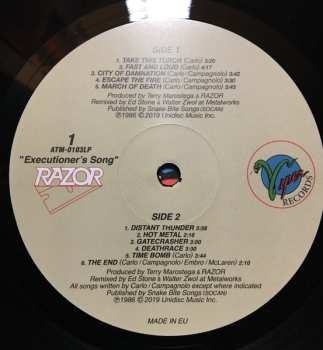 SIDE 1
1. TAKE THIS TORCH (Carlo) 3:20
2. FAST AND LOUD (Carlo) 4:17
3. CITY OF DAMNATION (Carlo/Campagnolo) 3:42
4. ESCAPE THE FIRE (Carlo/Campagnolo) 3:30
5. MARCH OF DEATH (Carlo/Campagnolo) 3:43
Produced by Terry Marostega & RAZOR
Remixed by Ed Stone & Walter Zwol at Metalworks
Published by Snake Bite Songs (SOCAN)
℗1986 ©2019 Unidisc Music Inc.
1
ATM-0103LP
"Executioner's Song"
RAZOR
Viper
RECORDS
SIDE 2
1. DISTANT THUNDER 3:38
2. HOT METAL 2:16
3. GATECRASHER 3:00
4. DEATHRACE 3:30
5. TIME BOMB (Carlo) 3:44
6. THE END (Carlo/Campagnolo/Embro/McLaren) 2:16
Produced by Terry Marostega & RAZOR
Remixed by Ed Stone & Walter Zwol at Metalworks
All songs written by Carlo/Campagnolo except where indicated
Published by Snake Bite Songs (SOCAN)
℗1986 ©2019 Unidisc Music Inc.
MADE IN EU